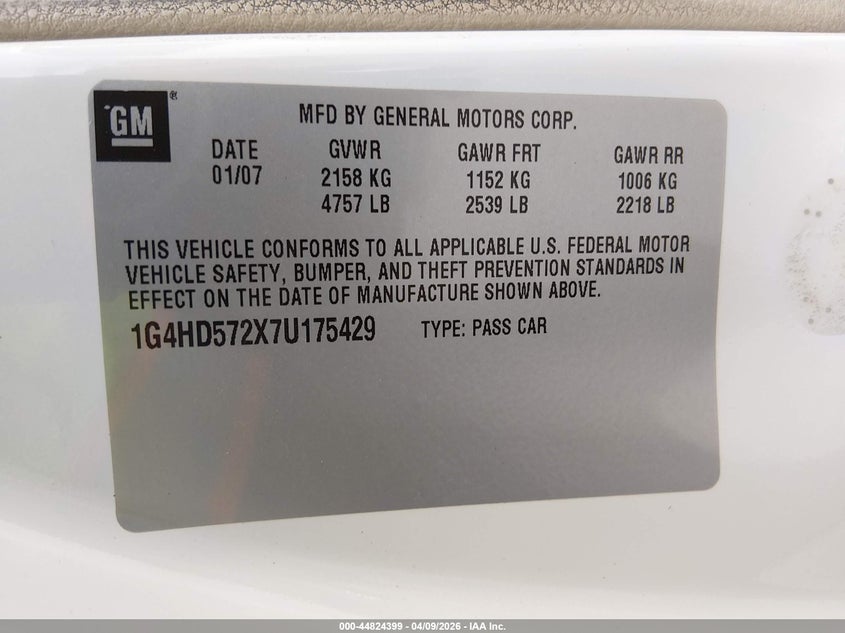 GM®
MFD BY GENERAL MOTORS CORP.
DATE GVWR GAWR FRT GAWR RR
01/07 2158 KG 1152 KG 1006 KG
4757 LB 2539 LB 2218 LB
THIS VEHICLE CONFORMS TO ALL APPLICABLE U.S. FEDERAL MOTOR
VEHICLE SAFETY, BUMPER, AND THEFT PREVENTION STANDARDS IN
EFFECT ON THE DATE OF MANUFACTURE SHOWN ABOVE.
1G4HD572X7U175429 TYPE: PASS CAR
000-44824399 - 04/09/2026 - IAA Inc.